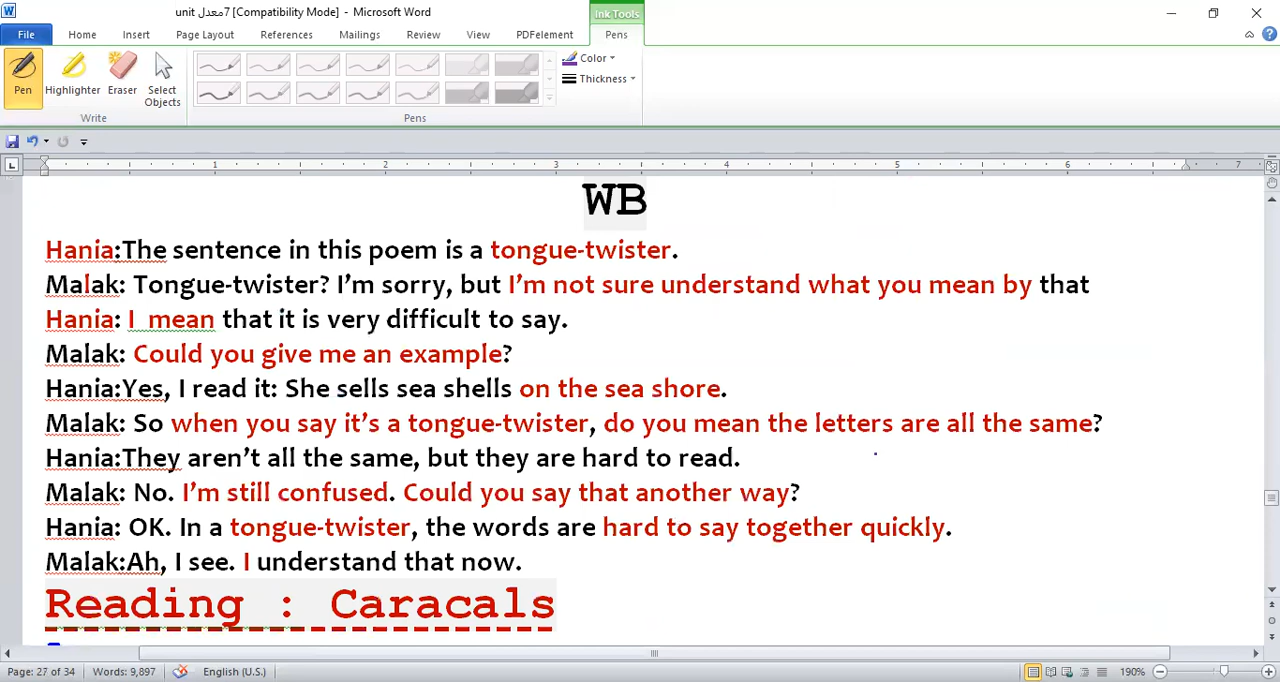 unit 7معدل [Compatibility Mode] - Microsoft Word
Ink Tools
File Home Insert Page Layout References Mailings Review View PDFelement Pens
Pen Highlighter Eraser Select Objects
Color
Thickness
Write Pens
1 2 3 4 5 6 7
WB
Hania:The sentence in this poem is a tongue-twister.
Malak: Tongue-twister? I’m sorry, but I’m not sure understand what you mean by that
Hania: I mean that it is very difficult to say.
Malak: Could you give me an example?
Hania:Yes, I read it: She sells sea shells on the sea shore.
Malak: So when you say it’s a tongue-twister, do you mean the letters are all the same?
Hania:They aren’t all the same, but they are hard to read.
Malak: No. I’m still confused. Could you say that another way?
Hania: OK. In a tongue-twister, the words are hard to say together quickly.
Malak:Ah, I see. I understand that now.
Reading : Caracals
Page: 27 of 34 Words: 9,897 English (U.S.) 190%